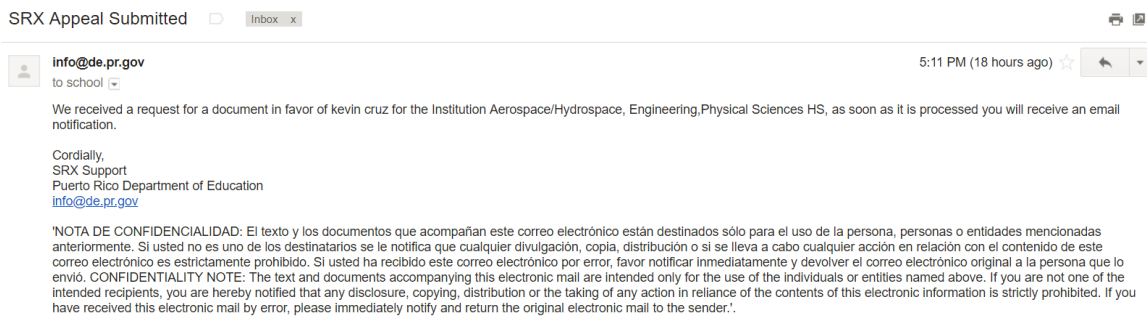 SRX Appeal Submitted Inbox x
info@de.pr.gov 5:11 PM (18 hours ago)
to school
We received a request for a document in favor of kevin cruz for the Institution Aerospace/Hydrospace, Engineering,Physical Sciences HS, as soon as it is processed you will receive an email
notification.
Cordially,
SRX Support
Puerto Rico Department of Education
info@de.pr.gov
'NOTA DE CONFIDENCIALIDAD: El texto y los documentos que acompañan este correo electrónico están destinados sólo para el uso de la persona, personas o entidades mencionadas
anteriormente. Si usted no es uno de los destinatarios se le notifica que cualquier divulgación, copia, distribución o si se lleva a cabo cualquier acción en relación con el contenido de este
correo electrónico es estrictamente prohibido. Si usted ha recibido este correo electrónico por error, favor notificar inmediatamente y devolver el correo electrónico original a la persona que lo
envió. CONFIDENTIALITY NOTE: The text and documents accompanying this electronic mail are intended only for the use of the individuals or entities named above. If you are not one of the
intended recipients, you are hereby notified that any disclosure, copying, distribution or the taking of any action in reliance of the contents of this electronic information is strictly prohibited. If you
have received this electronic mail by error, please immediately notify and return the original electronic mail to the sender.'.